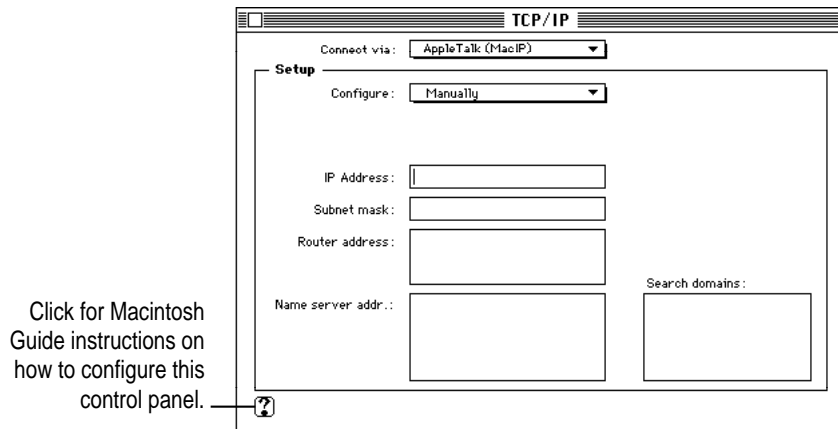 TCP/IP
Connect via: AppleTalk (MacIP)
Setup
Configure: Manually
IP Address:
Subnet mask:
Router address:
Name server addr.:
Search domains:
Click for Macintosh
Guide instructions on
how to configure this
control panel.
?